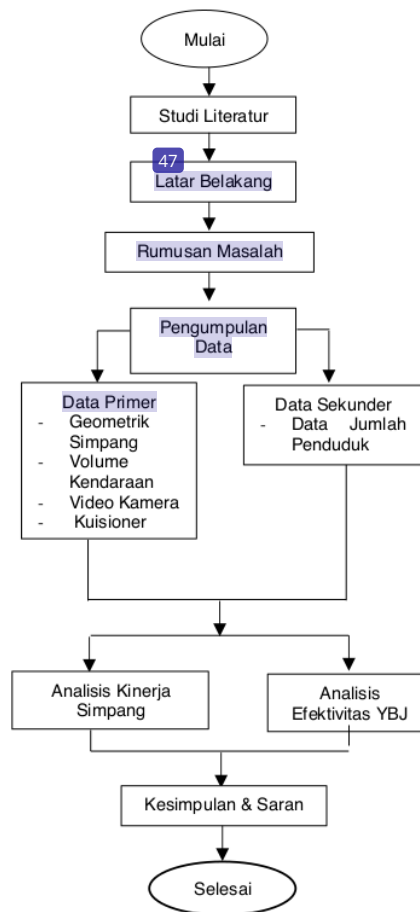 Mulai
Studi Literatur
47
Latar Belakang
Rumusan Masalah
Pengumpulan
Data
Data Primer
- Geometrik
Simpang
- Volume
Kendaraan
- Video Kamera
- Kuisioner
Data Sekunder
- Data Jumlah
Penduduk
Analisis Kinerja
Simpang
Analisis
Efektivitas YBJ
Kesimpulan & Saran
Selesai